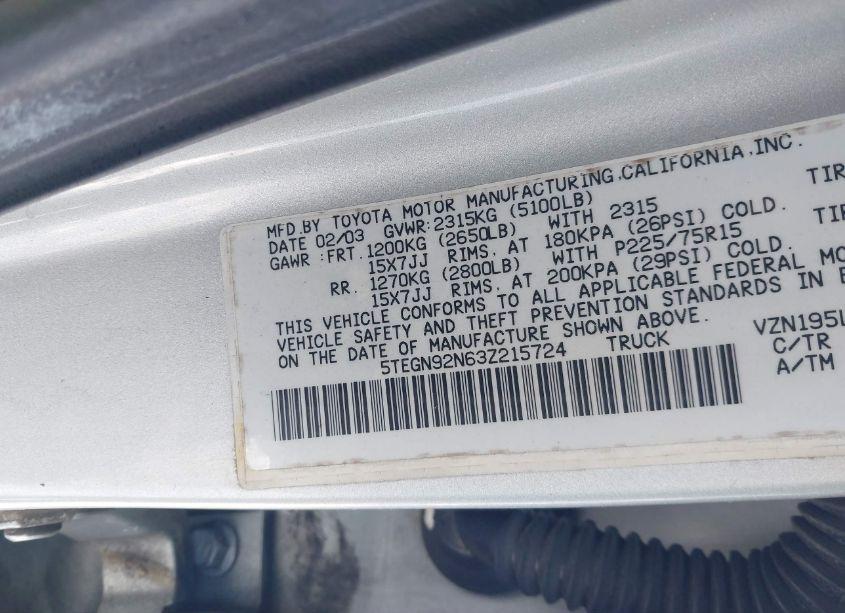 MFD.BY TOYOTA MOTOR MANUFACTURING,CALIFORNIA,INC.
DATE 02/03 GVWR:2315KG (5100LB)
GAWR :FRT.1200KG (2650LB) WITH 2315 TIR
15X7JJ RIMS, AT 180KPA (26PSI) COLD.
RR. 1270KG (2800LB) WITH P225/75R15 TIR
15X7JJ RIMS, AT 200KPA (29PSI) COLD.
THIS VEHICLE CONFORMS TO ALL APPLICABLE FEDERAL MO
VEHICLE SAFETY AND THEFT PREVENTION STANDARDS IN E
ON THE DATE OF MANUFACTURE SHOWN ABOVE.
5TEGN92N63Z215724 TRUCK VZN195L
C/TR
A/TM